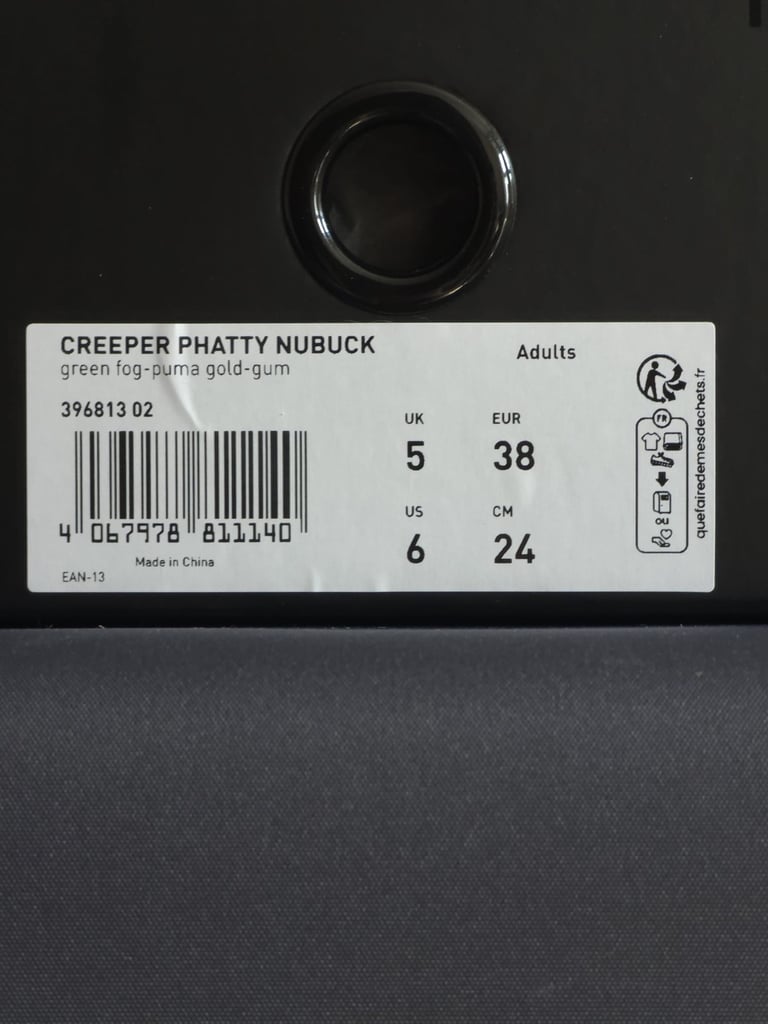 CREEPER PHATTY NUBUCK
green fog-puma gold-gum
Adults
396813 02
UK
EUR
5
38
US
CM
6
24
4 067978 811140
Made in China
EAN-13
FR
ou
quefairedemesdechets.fr